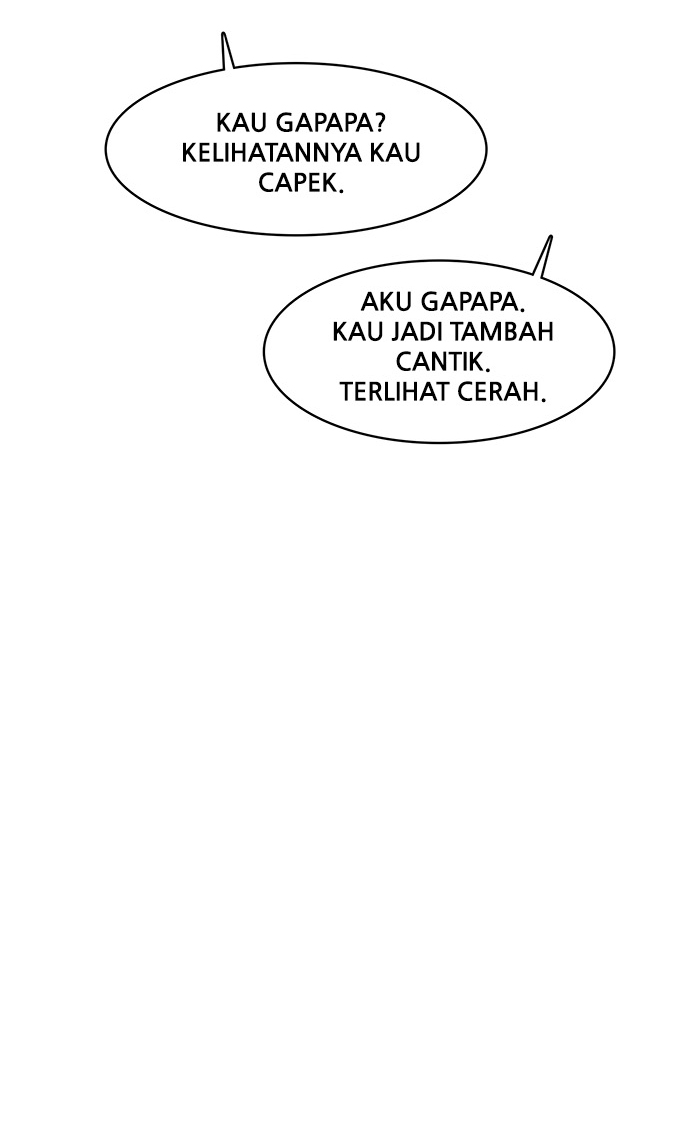 KAU GAPAPA?
KELIHATANNYA KAU
CAPEK.
AKU GAPAPA.
KAU JADI TAMBAH
CANTIK.
TERLIHAT CERAH.